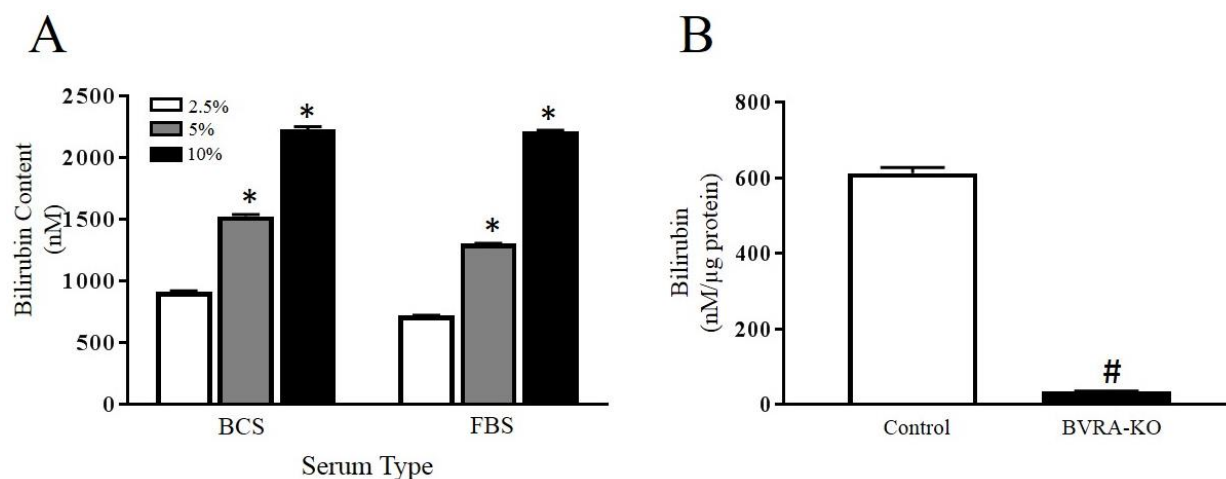 A
Bilirubin Content
(nM)
2500
2000
1500
1000
500
0
2.5%
5%
10%
*
*
*
*
BCS
FBS
Serum Type
B
Bilirubin
(nM/µg protein)
800
600
400
200
0
#
Control
BVRA-KO